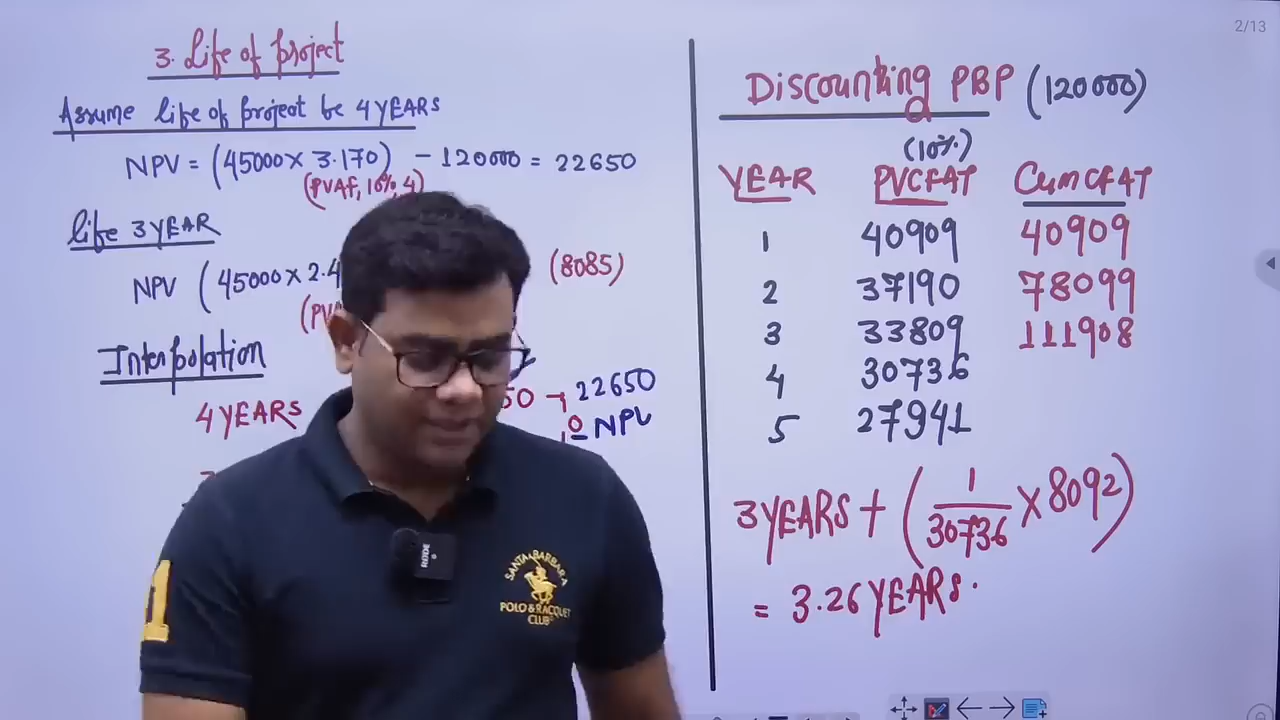 2/13
3. Life of project
Assume life of project be 4 YEARS
NPV = (45000 x 3.170) - 120000 = 22650
(PVAF, 10%, 4)
Life 3 YEAR
NPV (45000 x 2.4
(8085)
Interpolation
4 YEARS
22650
0 NPV
Discounting PBP (120000)
(10%)
YEAR PVCFAT CumCFAT
1 40909 40909
2 37190 78099
3 33809 111908
4 30736
5 27941
3 YEARS + (1/30736 x 8092)
= 3.26 YEARS.
RODE
SANTA BARBARA
POLO & RACQUET
CLUB
1